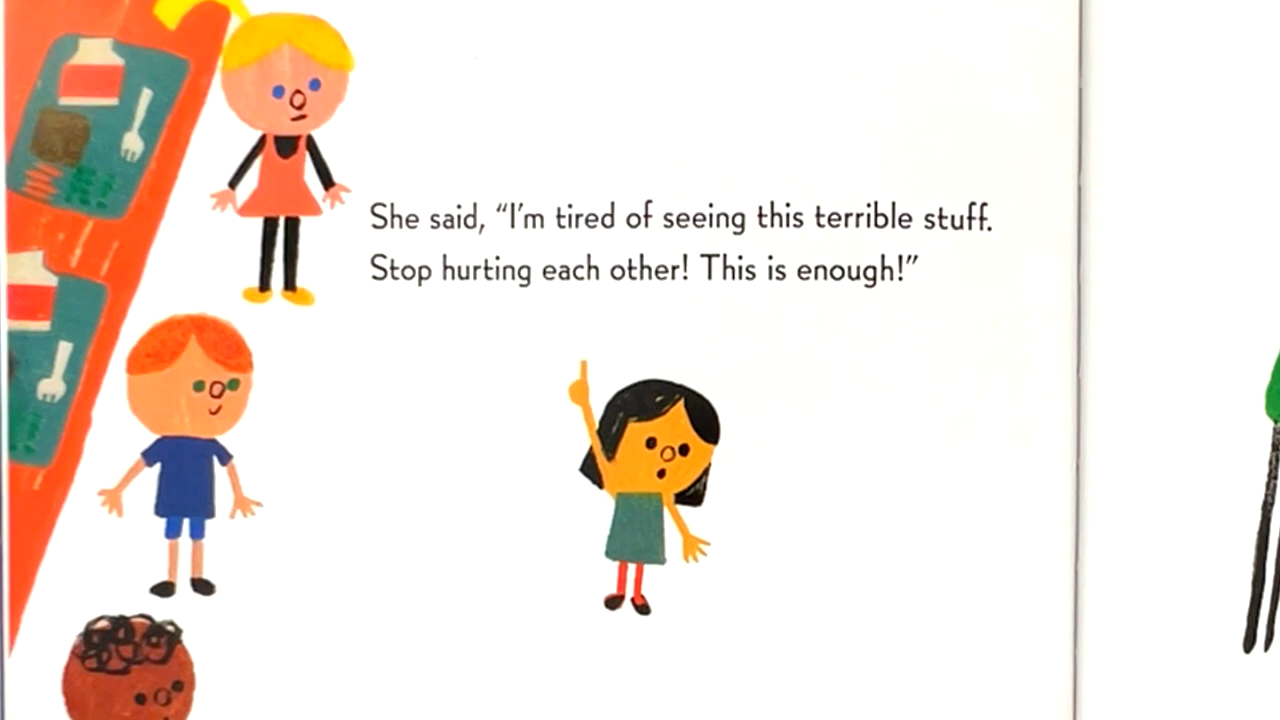 She said, “I’m tired of seeing this terrible stuff.
Stop hurting each other! This is enough!”